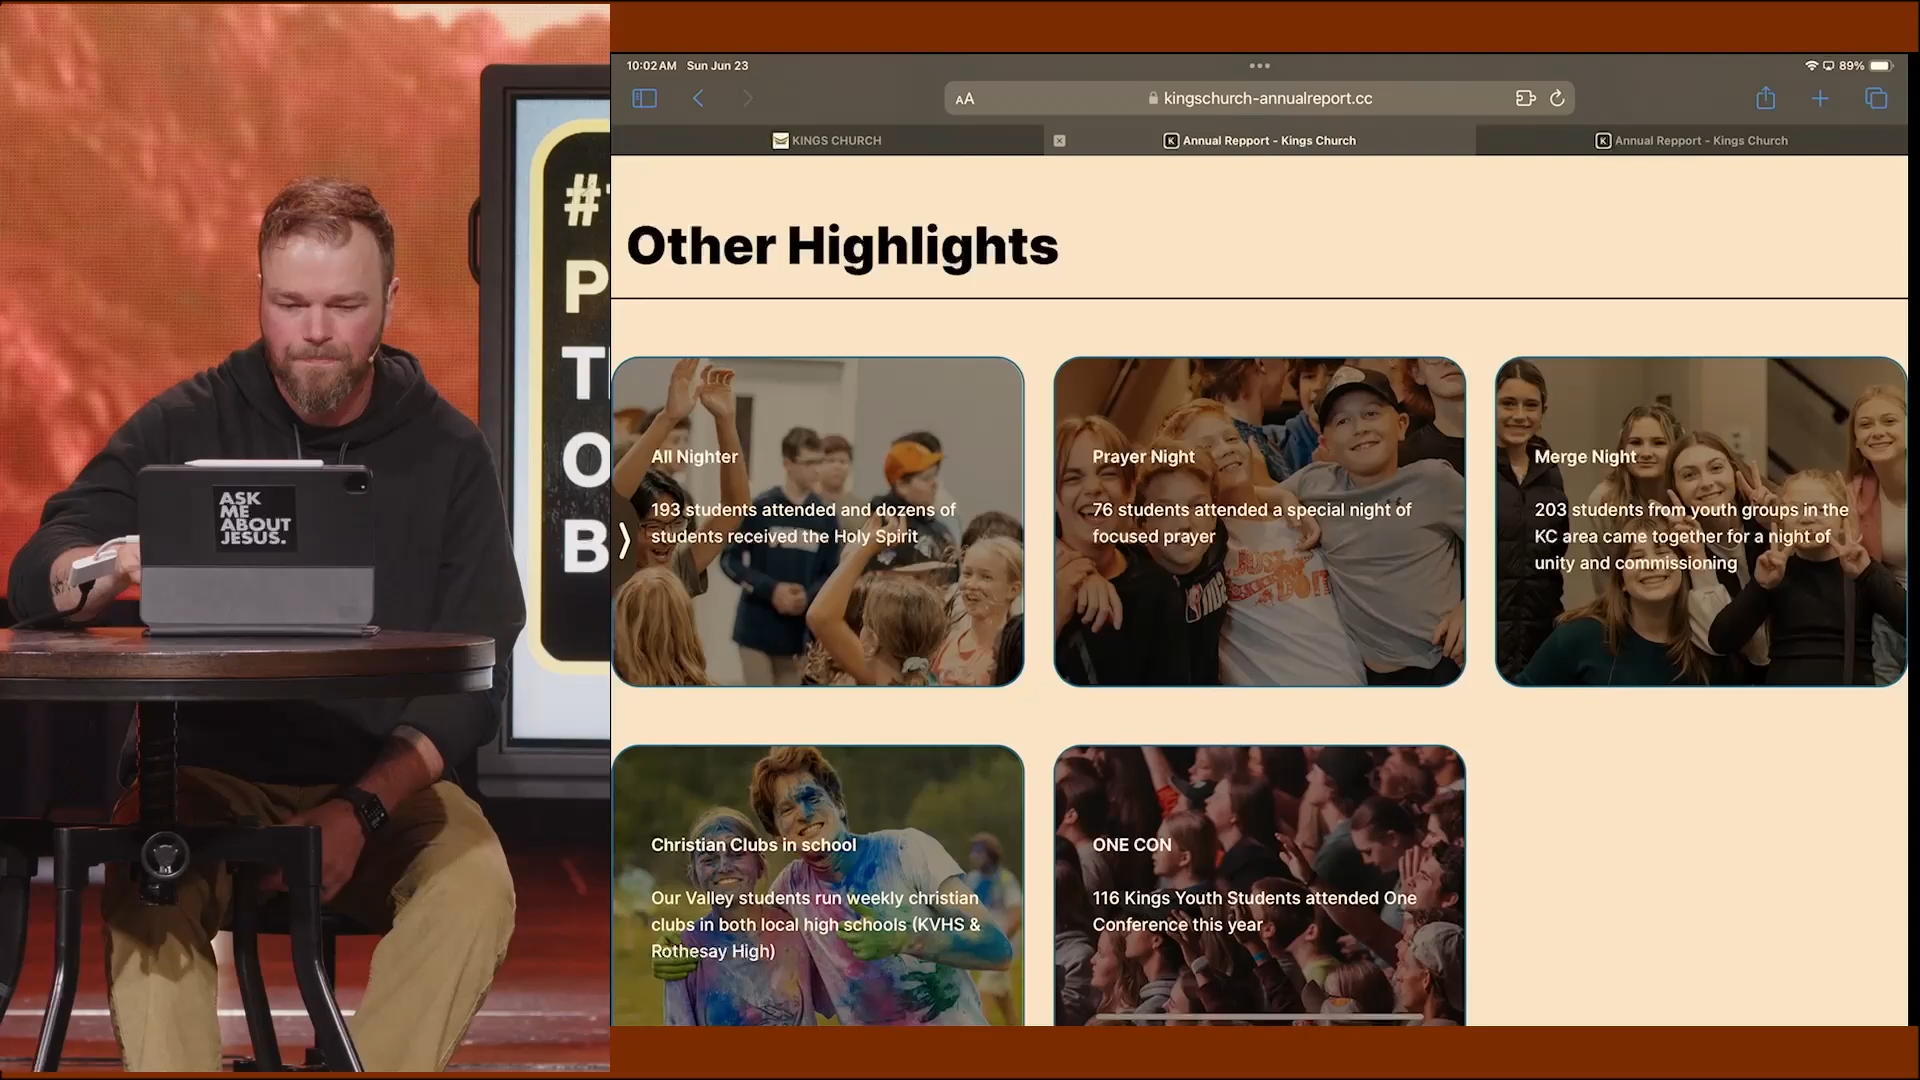 #
P
T
O
B
ASK
ME
ABOUT
JESUS.
10:02 AM Sun Jun 23
89%
AA
kingschurch-annualreport.cc
KINGS CHURCH
K Annual Repport - Kings Church
K Annual Repport - Kings Church
Other Highlights
All Nighter
193 students attended and dozens of
students received the Holy Spirit
Prayer Night
76 students attended a special night of
focused prayer
Merge Night
203 students from youth groups in the
KC area came together for a night of
unity and commissioning
Christian Clubs in school
Our Valley students run weekly christian
clubs in both local high schools (KVHS &
Rothesay High)
ONE CON
116 Kings Youth Students attended One
Conference this year